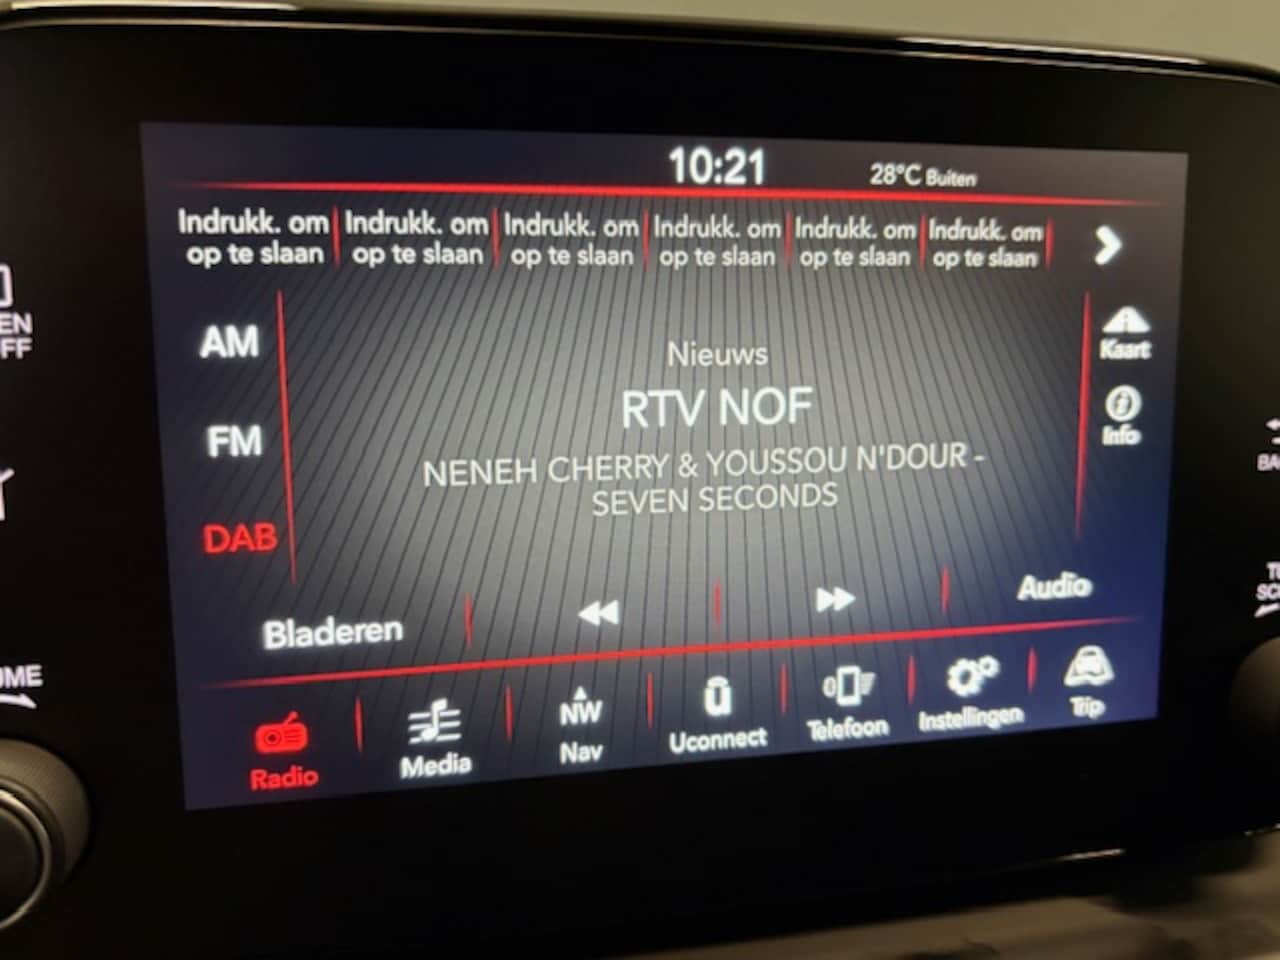 10:21
28°C Buiten
Indrukk. om Indrukk. om Indrukk. om Indrukk. om Indrukk. om Indrukk. om
op te slaan op te slaan op te slaan op te slaan op te slaan op te slaan
AM
FM
DAB
Nieuws
RTV NOF
NENEH CHERRY & YOUSSOU N'DOUR -
SEVEN SECONDS
Kaart
Info
Bladeren
Audio
NW
Radio Media Nav Uconnect Telefoon Instellingen Trip